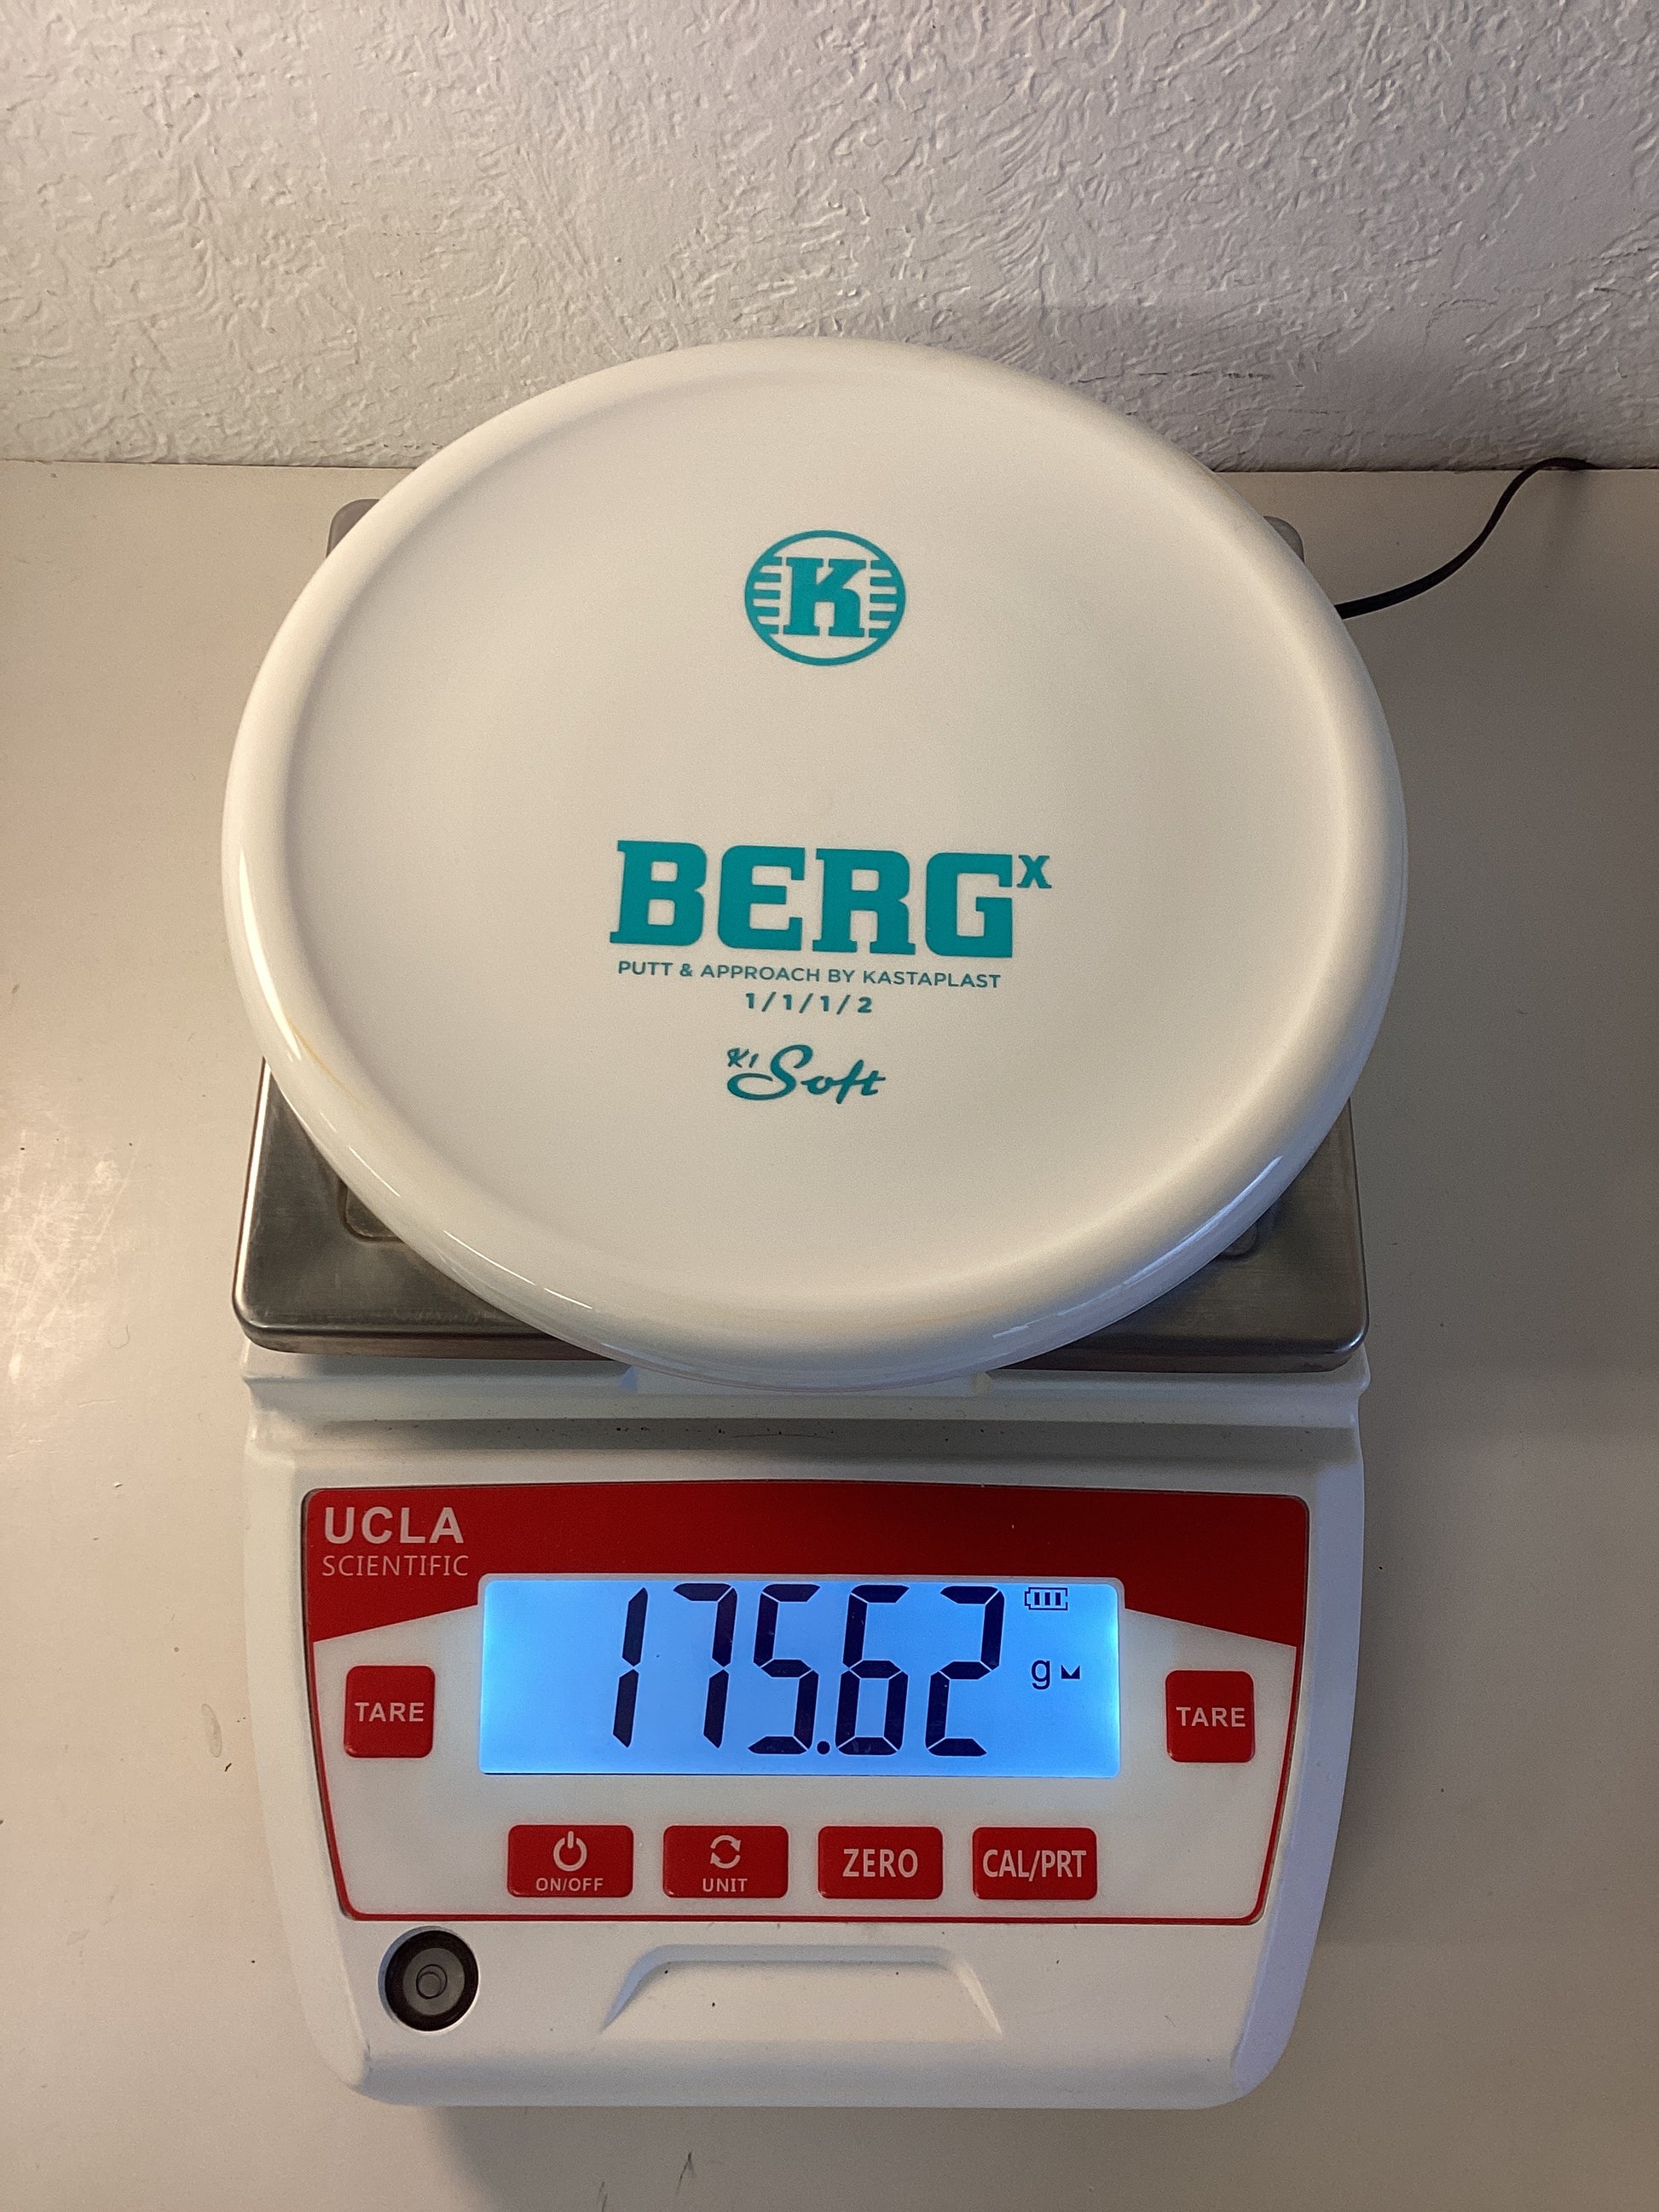 K
BERGx
PUTT & APPROACH BY KASTAPLAST
1/1/1/2
K1 Soft
UCLA
SCIENTIFIC
175.62 g
TARE
TARE
ON/OFF
UNIT
ZERO
CAL/PRT